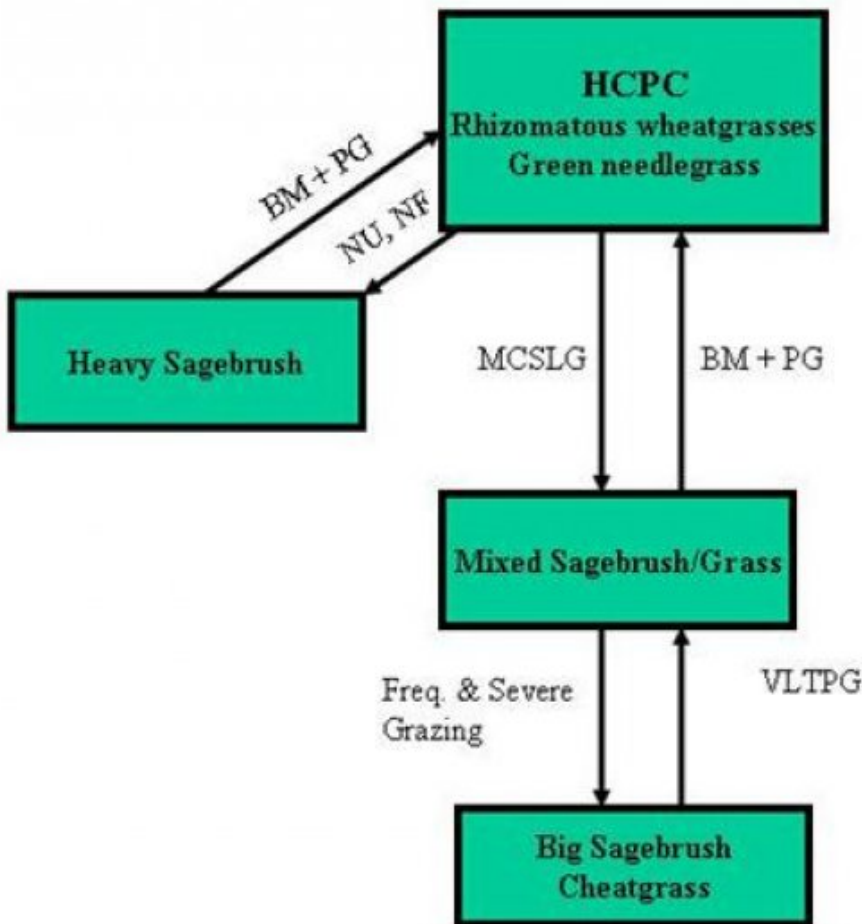 HCPC
Rhizomatous wheatgrasses
Green needlegrass
BM + PG
NU, NF
Heavy Sagebrush
MCSLG
BM + PG
Mixed Sagebrush/Grass
Freq. & Severe
Grazing
VLTPG
Big Sagebrush
Cheatgrass